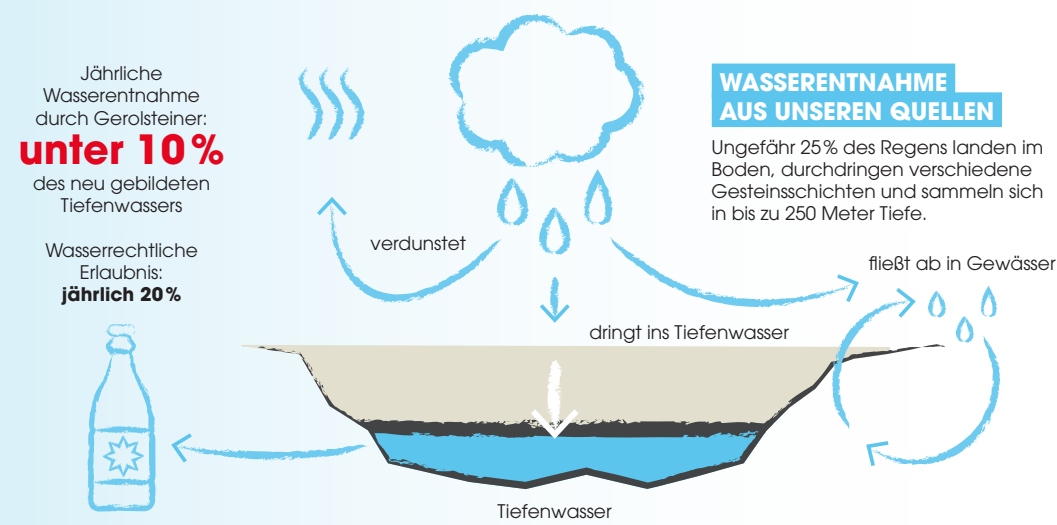 Jährliche
Wasserentnahme
durch Gerolsteiner:
unter 10 %
des neu gebildeten
Tiefenwassers
Wasserrechtliche
Erlaubnis:
jährlich 20 %
WASSERENTNAHME
AUS UNSEREN QUELLEN
Ungefähr 25 % des Regens landen im
Boden, durchdringen verschiedene
Gesteinsschichten und sammeln sich
in bis zu 250 Meter Tiefe.
verdunstet
fließt ab in Gewässer
dringt ins Tiefenwasser
Tiefenwasser